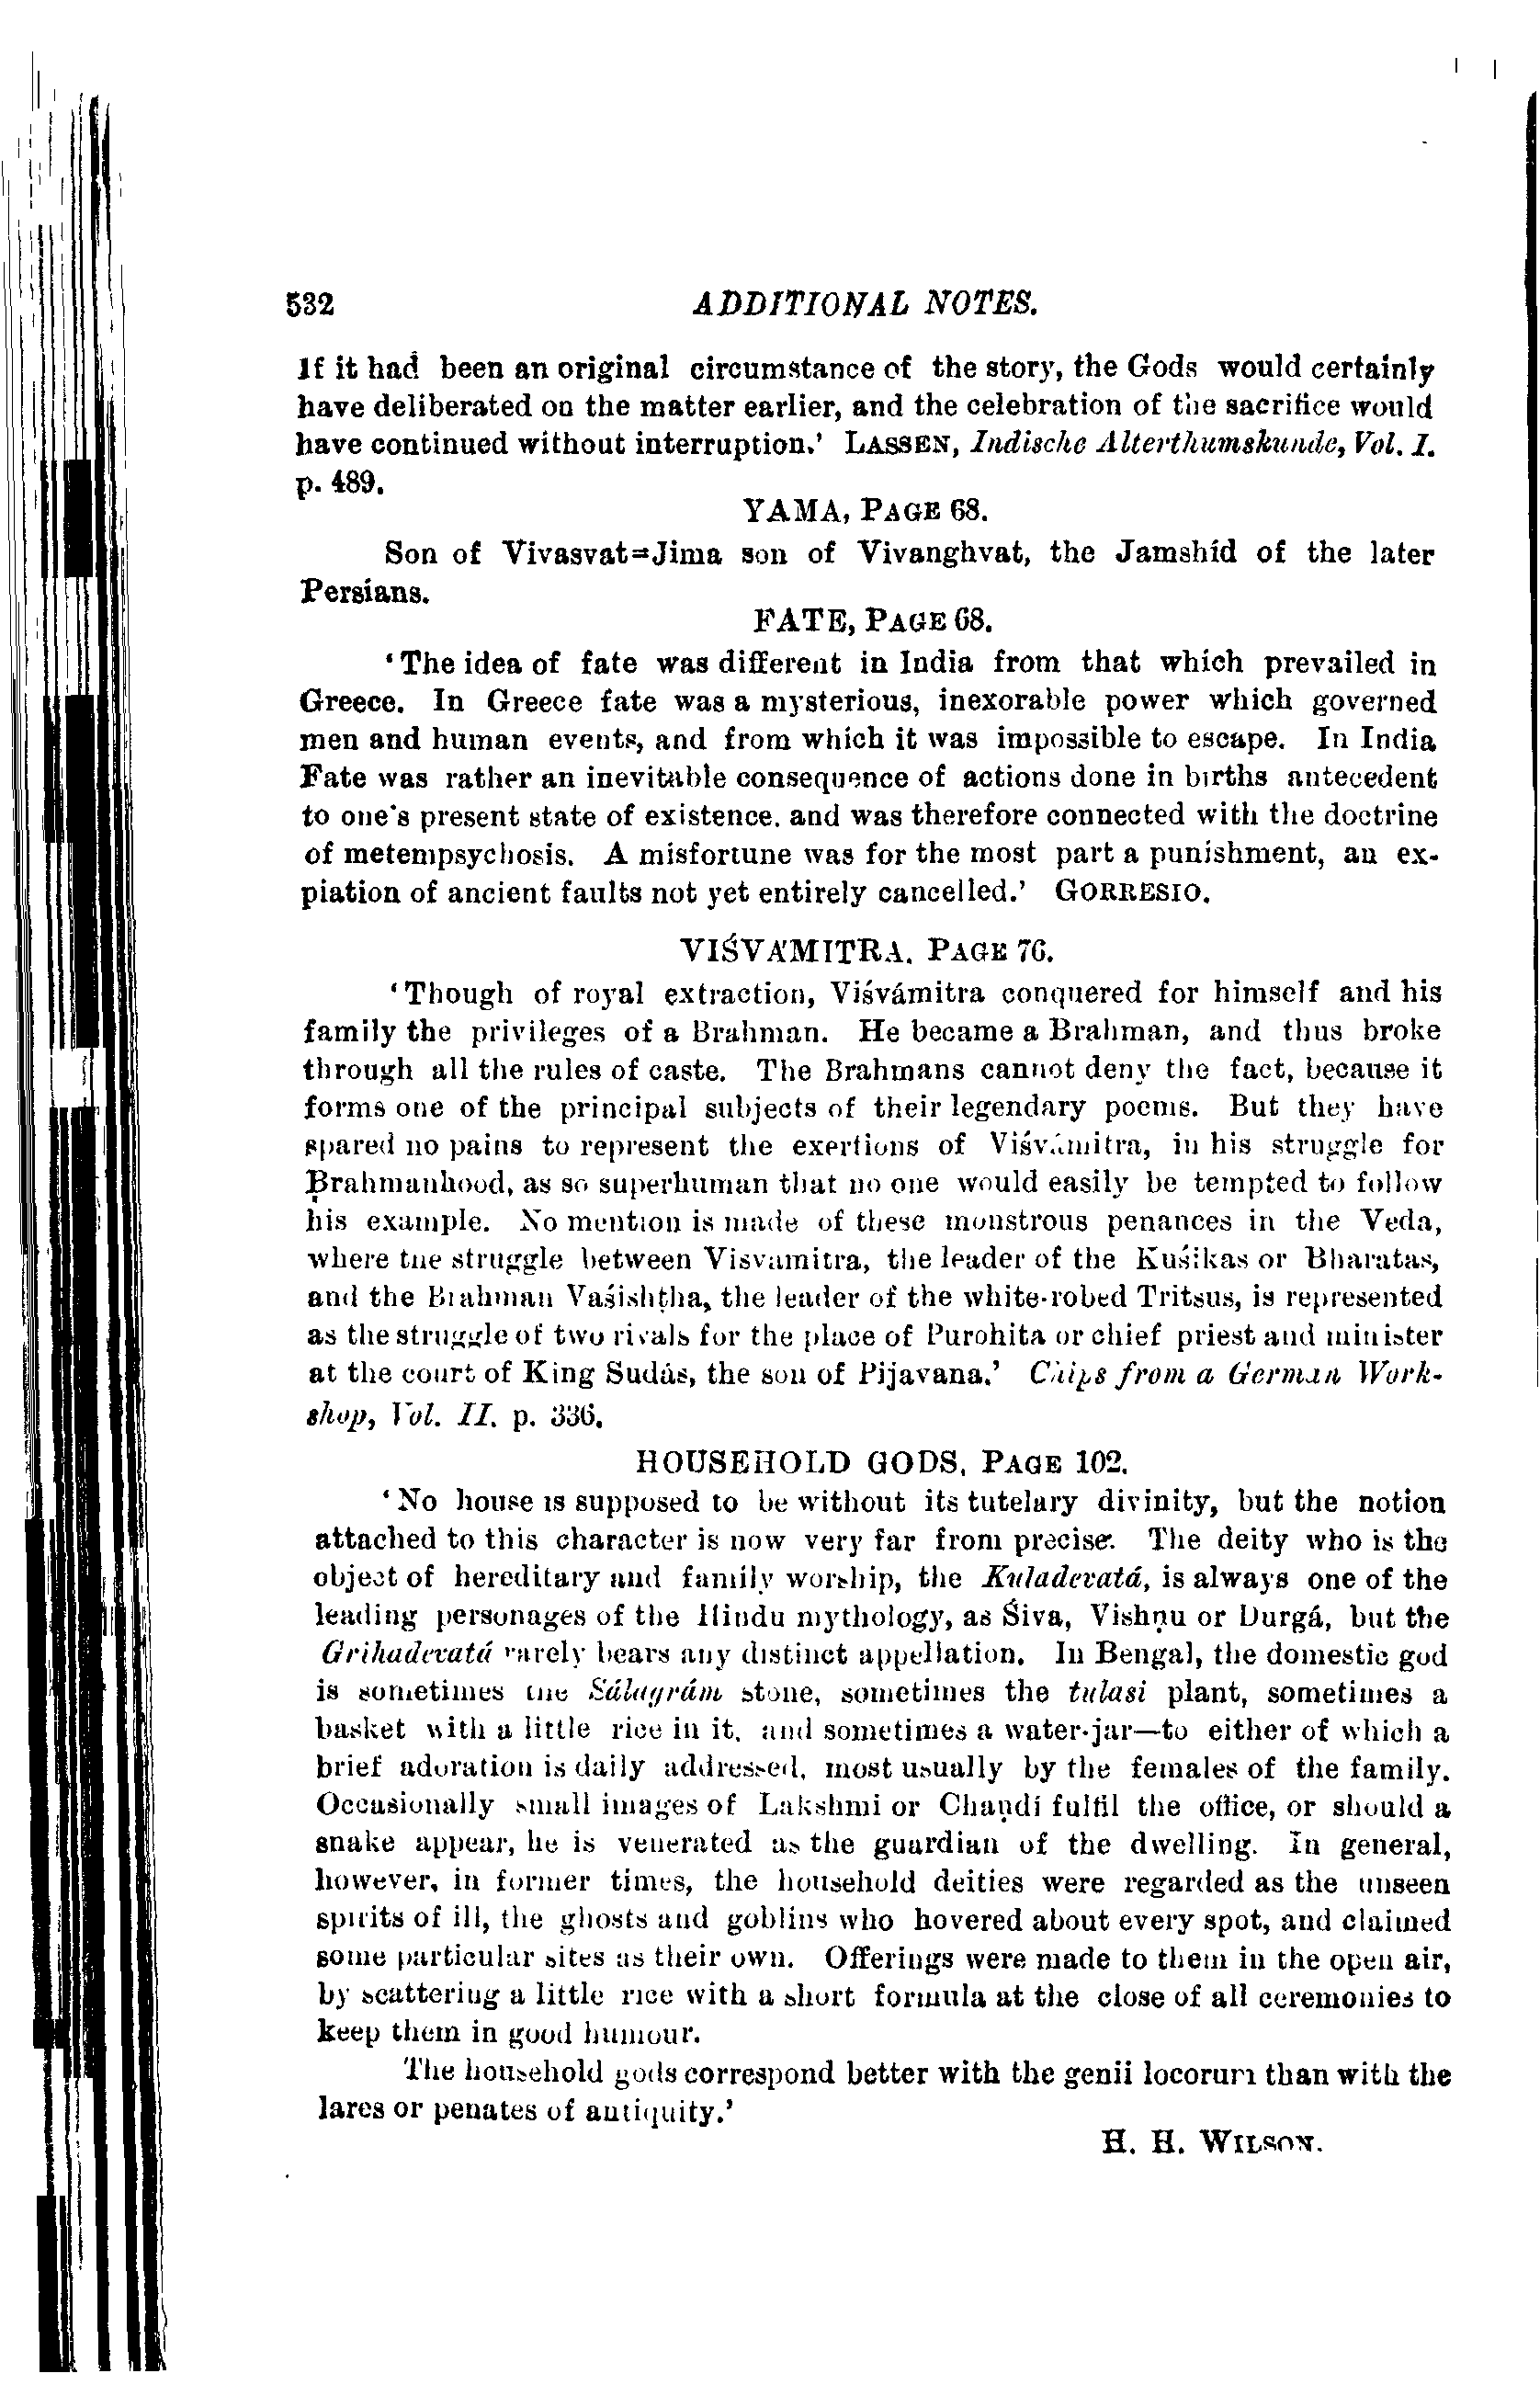 532 ADDITIONAL NOTES.
If it had been an original circumstance of the story, the Gods would certainly
have deliberated on the matter earlier, and the celebration of the sacrifice would
have continued without interruption.' LASSEN, Indische Alterthumskunde, Vol. I.
p. 489.
YAMA, PAGE 68.
Son of Vivasvat=Jima son of Vivanghvat, the Jamshíd of the later
Persians.
FATE, PAGE 68.
'The idea of fate was different in India from that which prevailed in
Greece. In Greece fate was a mysterious, inexorable power which governed
men and human events, and from which it was impossible to escape. In India
Fate was rather an inevitable consequence of actions done in births antecedent
to one's present state of existence. and was therefore connected with the doctrine
of metempsychosis. A misfortune was for the most part a punishment, an ex-
piation of ancient faults not yet entirely cancelled.' GORRESIO.
VIŚVÁMITRA. PAGE 76.
'Though of royal extraction, Viśvámitra conquered for himself and his
family the privileges of a Brahman. He became a Brahman, and thus broke
through all the rules of caste. The Brahmans cannot deny the fact, because it
forms one of the principal subjects of their legendary poems. But they have
spared no pains to represent the exertions of Viśvámitra, in his struggle for
Brahmanhood, as so superhuman that no one would easily be tempted to follow
his example. No mention is made of these monstrous penances in the Veda,
where the struggle between Visvamitra, the leader of the Kuśikas or Bharatas,
and the Brahman Vaśishṭha, the leader of the white-robed Tritsus, is represented
as the struggle of two rivals for the place of Purohita or chief priest and minister
at the court of King Sudás, the son of Pijavana.' Chips from a German Work-
shop, Vol. II. p. 336.
HOUSEHOLD GODS, PAGE 102.
'No house is supposed to be without its tutelary divinity, but the notion
attached to this character is now very far from precise. The deity who is the
object of hereditary and family worship, the Kuladevatá, is always one of the
leading personages of the Hindu mythology, as Śiva, Vishṇu or Durgá, but the
Grihadevatá rarely bears any distinct appellation. In Bengal, the domestic god
is sometimes the Sálagrám stone, sometimes the tulasi plant, sometimes a
basket with a little rice in it, and sometimes a water-jar—to either of which a
brief adoration is daily addressed, most usually by the females of the family.
Occasionally small images of Lakshmi or Chaṇdí fulfil the office, or should a
snake appear, he is venerated as the guardian of the dwelling. In general,
however, in former times, the household deities were regarded as the unseen
spirits of ill, the ghosts and goblins who hovered about every spot, and claimed
some particular sites as their own. Offerings were made to them in the open air,
by scattering a little rice with a short formula at the close of all ceremonies to
keep them in good humour.
The household gods correspond better with the genii locorum than with the
lares or penates of antiquity.'
H. H. WILSON.